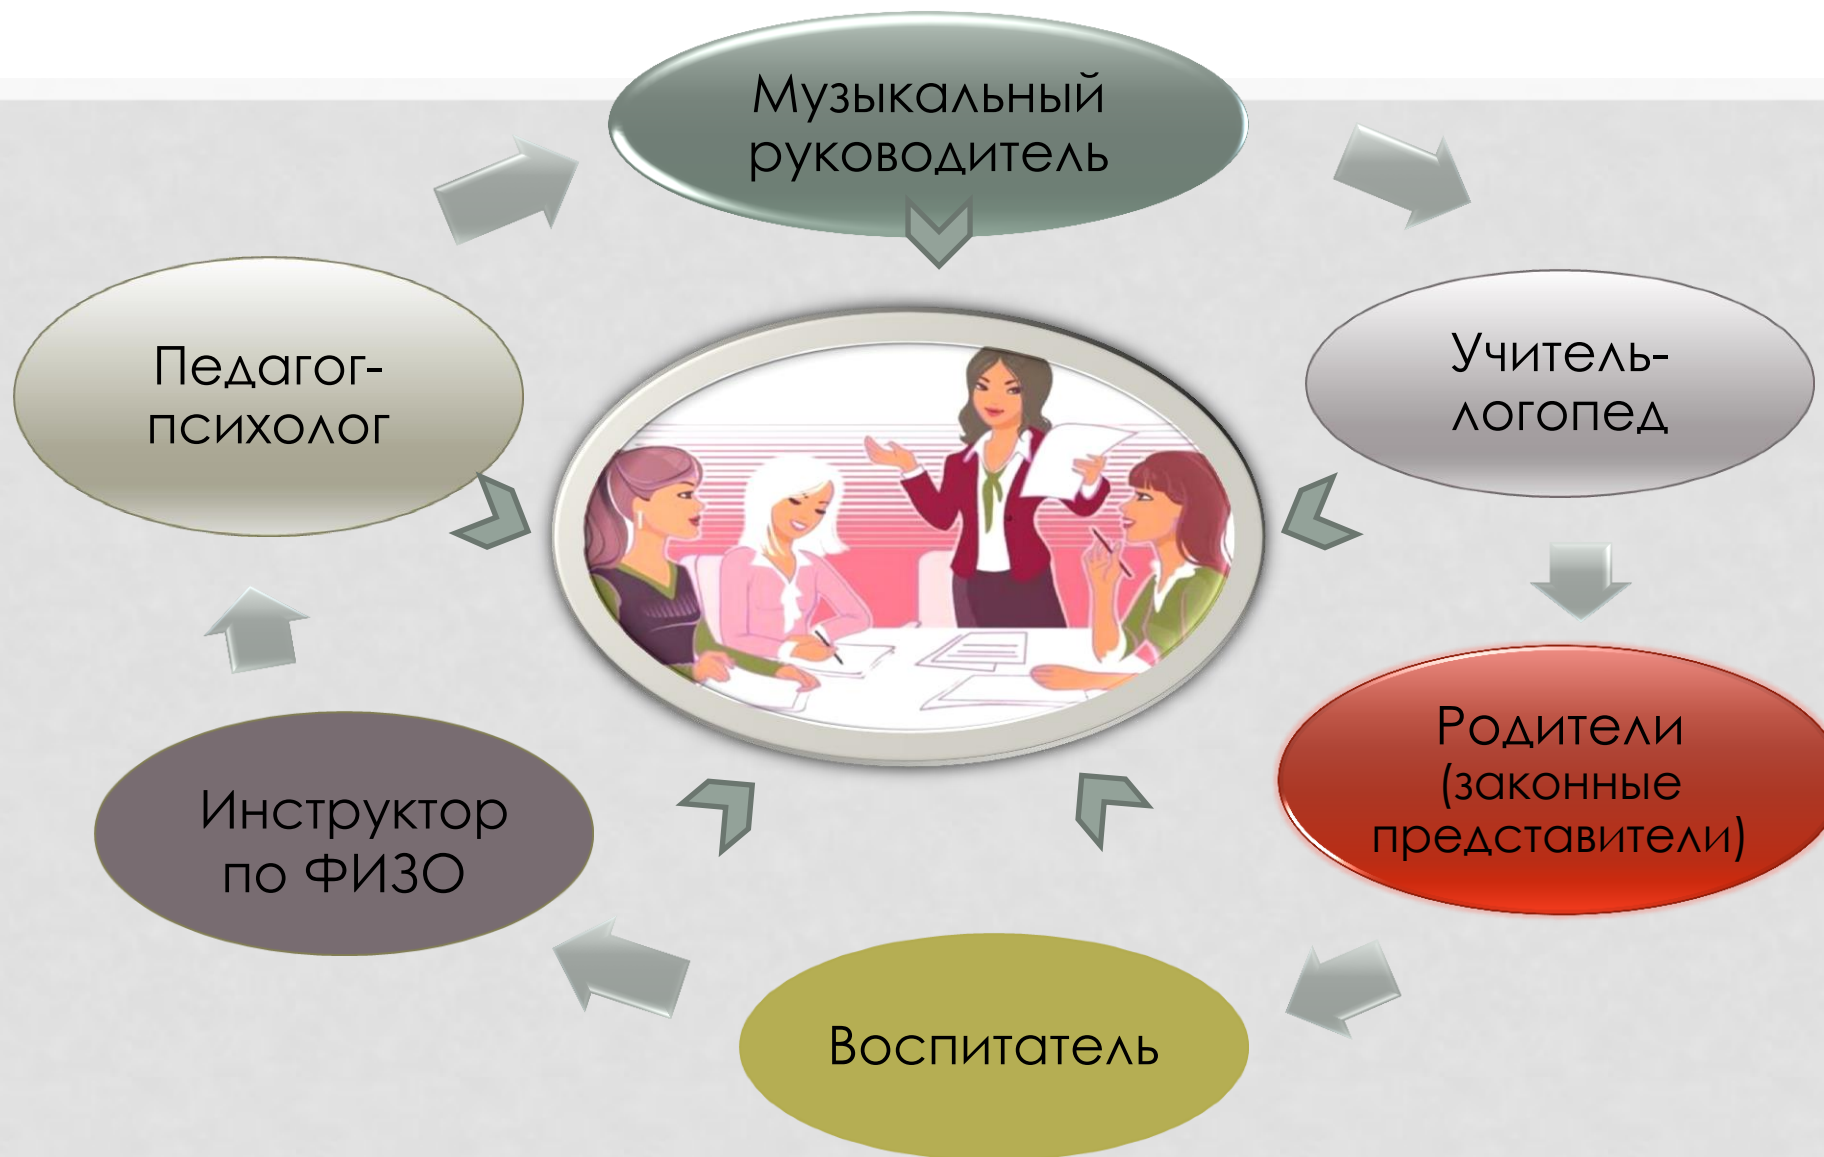 Музыкальный
руководитель
Педагог-
психолог
Учитель-
логопед
Родители
(законные
представители)
Инструктор
по ФИЗО
Воспитатель